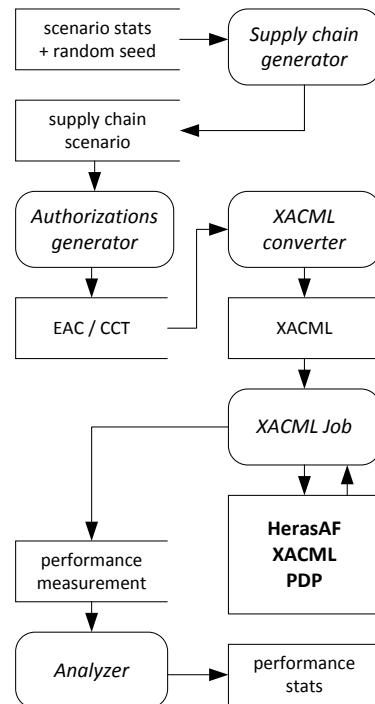 scenario stats
+ random seed
Supply chain
generator
supply chain
scenario
Authorizations
generator
XACML
converter
EAC / CCT
XACML
XACML Job
HerasAF
XACML
PDP
performance
measurement
Analyzer
performance
stats